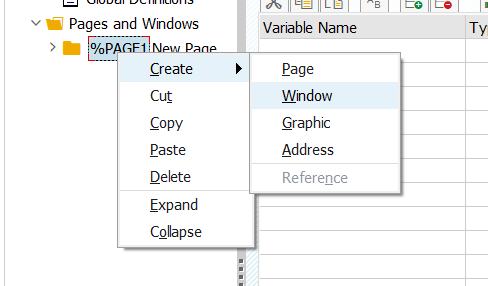 Global Definitions
Pages and Windows
%PAGE1 New Page
Create
Cut
Copy
Paste
Delete
Expand
Collapse
Page
Window
Graphic
Address
Reference
Variable Name